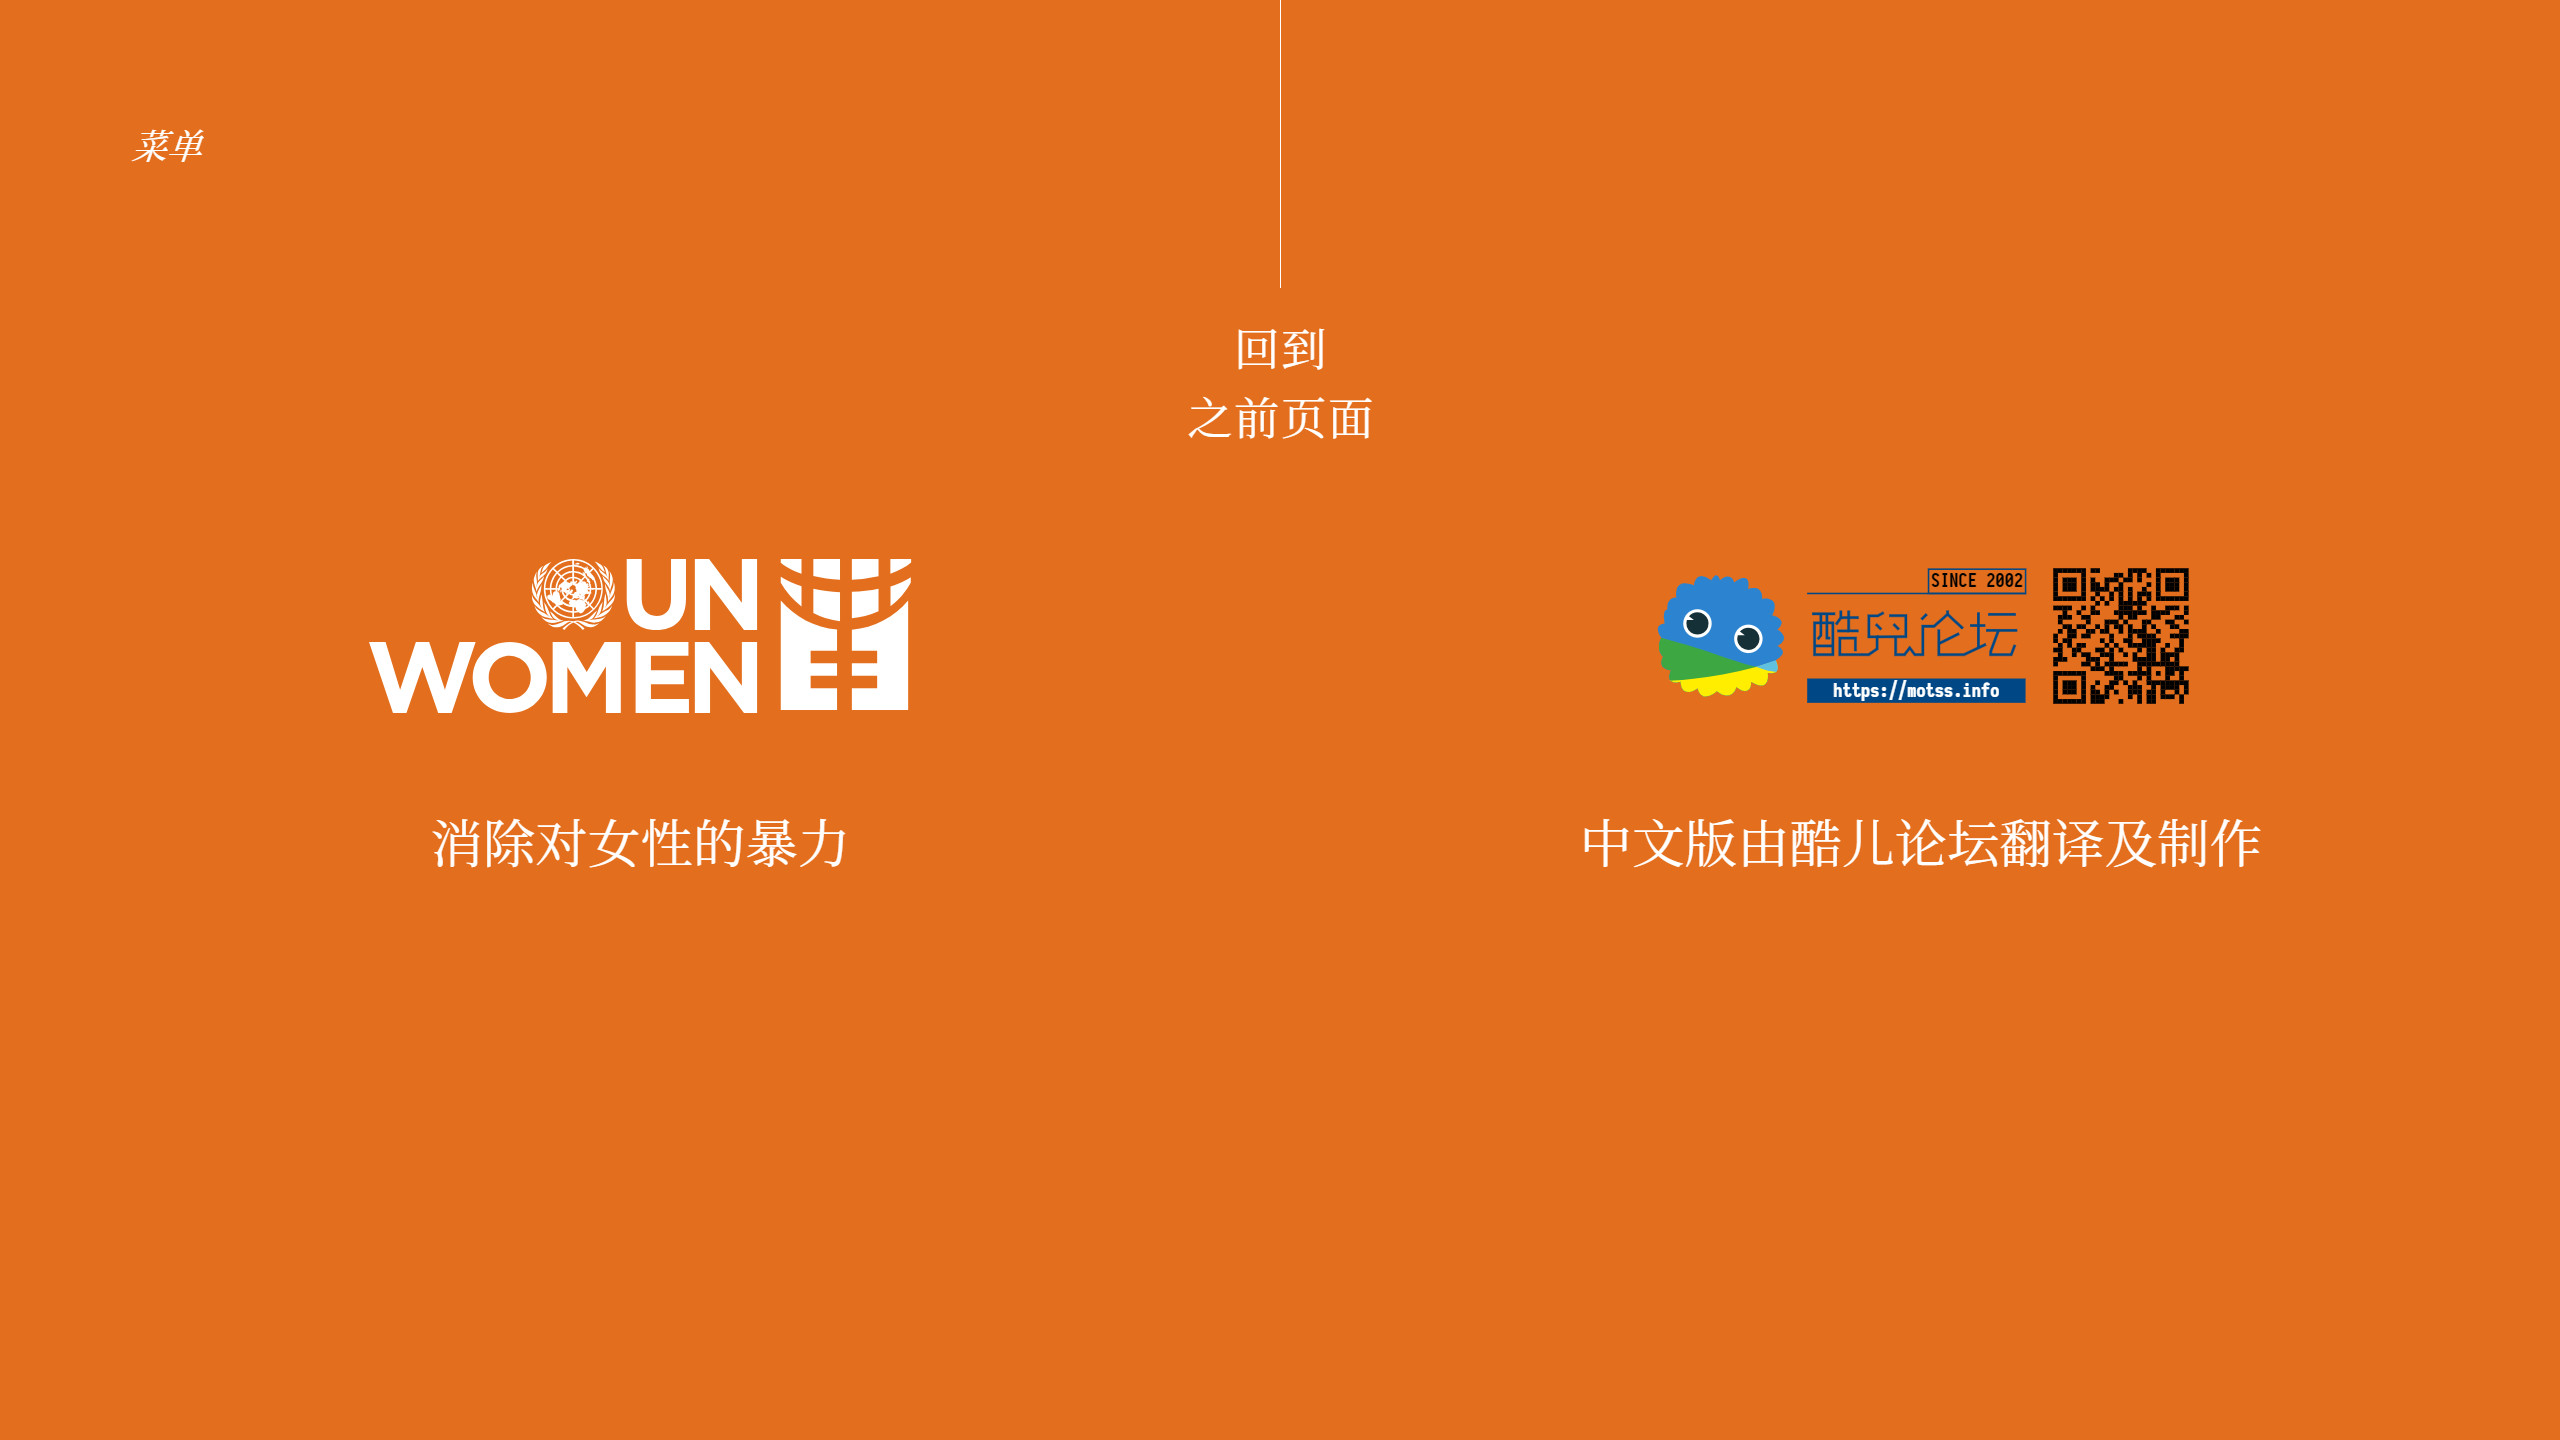 菜单
回到
之前页面
UN
WOMEN
消除对女性的暴力
SINCE 2002
酷兒论坛
https://motss.info
中文版由酷儿论坛翻译及制作